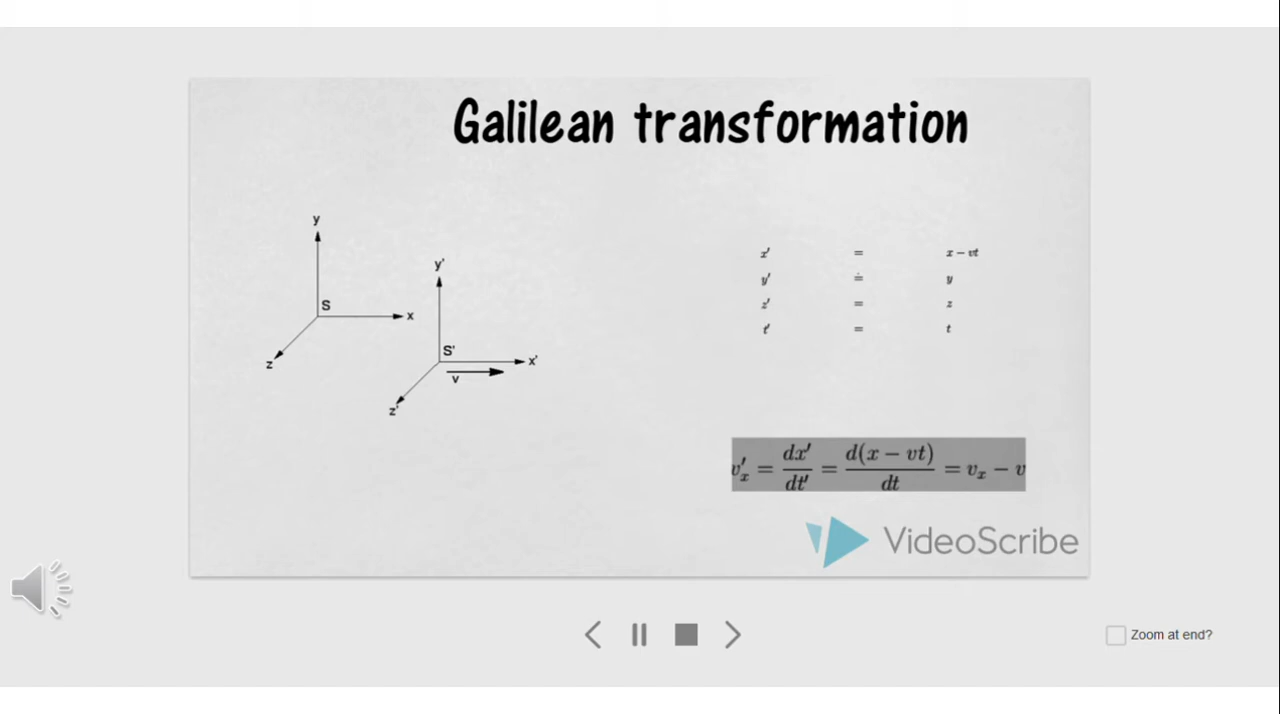 Galilean transformation
y
S
x
z
y'
S'
x'
v
z'
x' = x − vt
y' = y
z' = z
t' = t
v'ₓ = dx'/dt' = d(x − vt)/dt = vₓ − v
VideoScribe
Zoom at end?